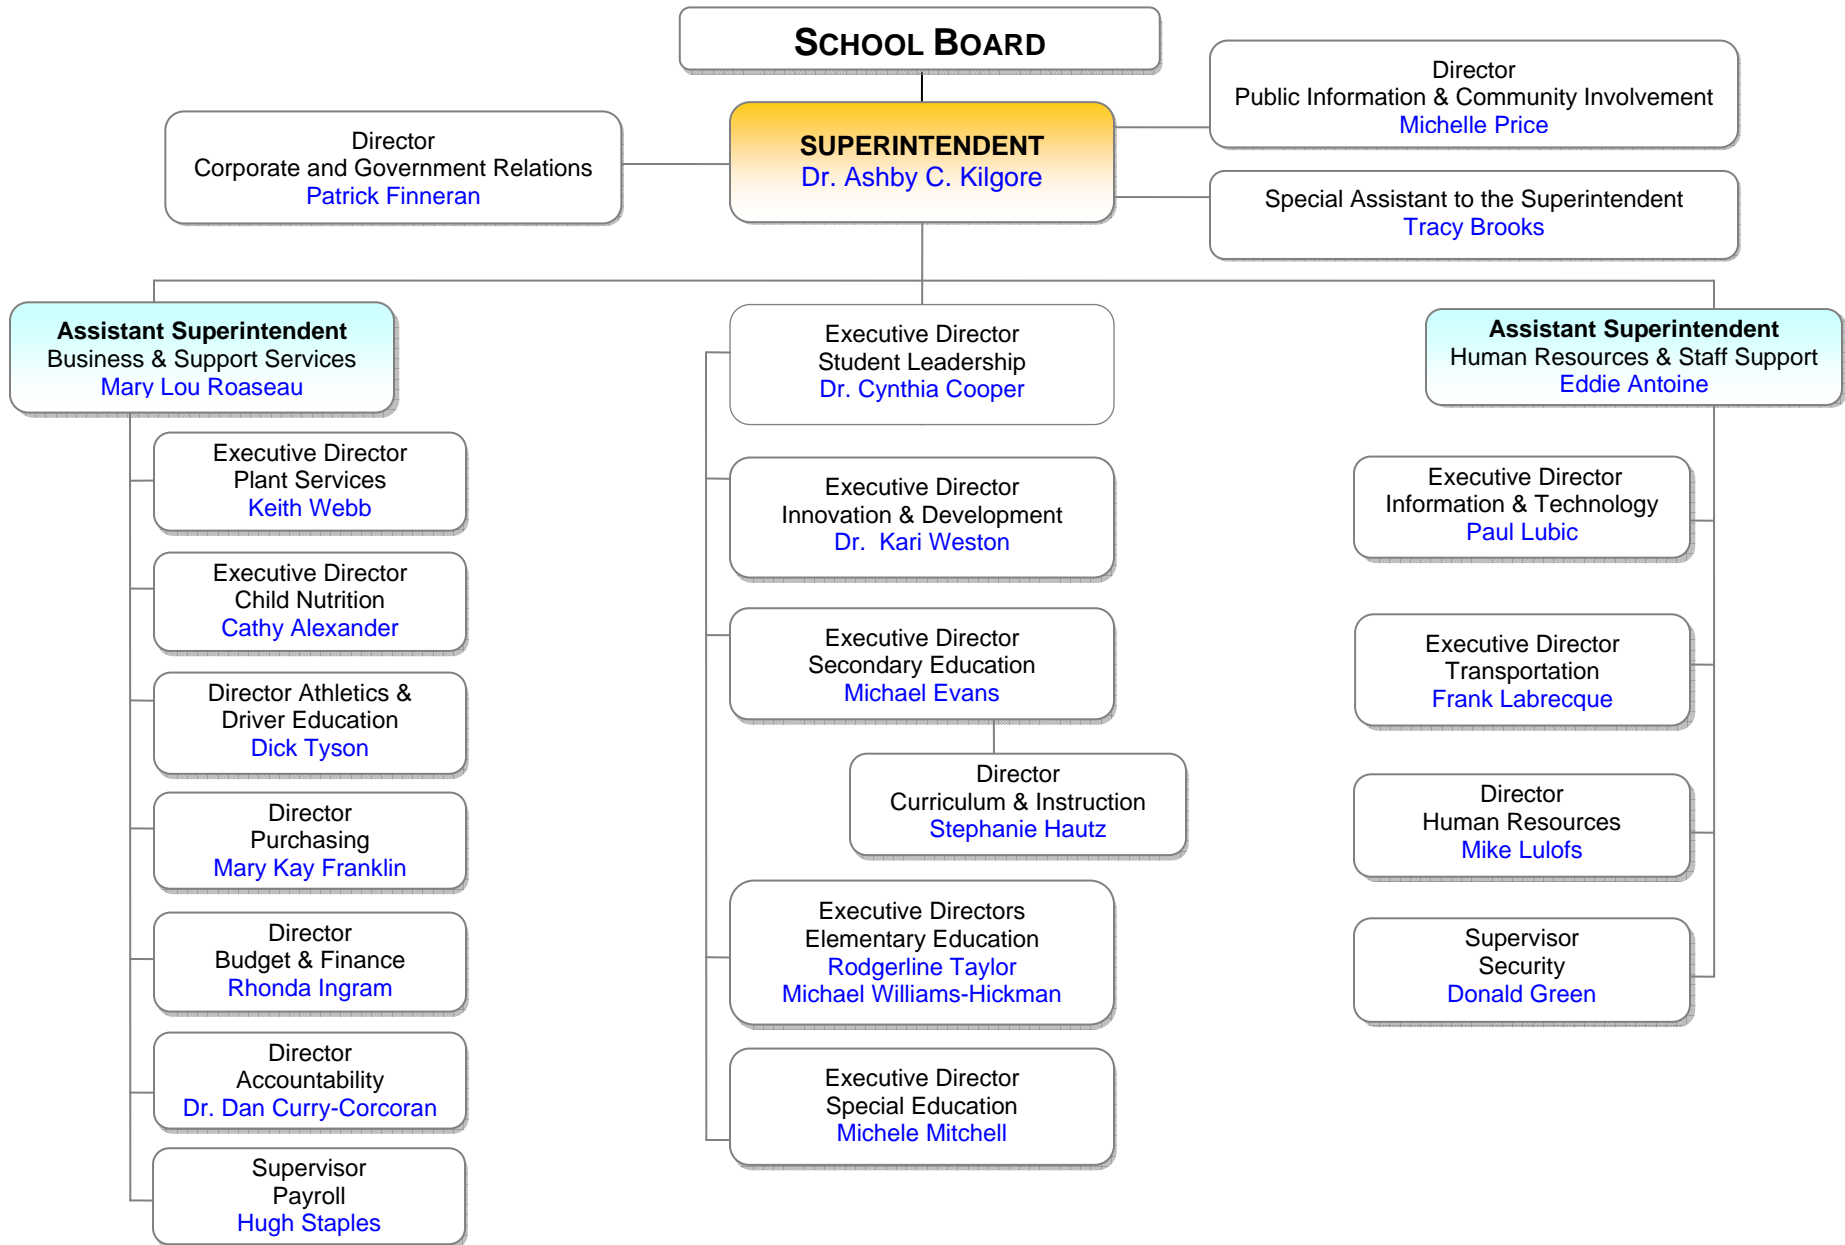 SCHOOL BOARD
Director
Public Information & Community Involvement
Michelle Price
Director
Corporate and Government Relations
Patrick Finneran
SUPERINTENDENT
Dr. Ashby C. Kilgore
Special Assistant to the Superintendent
Tracy Brooks
Assistant Superintendent
Business & Support Services
Mary Lou Roaseau
Executive Director
Plant Services
Keith Webb
Executive Director
Child Nutrition
Cathy Alexander
Director Athletics &
Driver Education
Dick Tyson
Director
Purchasing
Mary Kay Franklin
Director
Budget & Finance
Rhonda Ingram
Director
Accountability
Dr. Dan Curry-Corcoran
Supervisor
Payroll
Hugh Staples
Executive Director
Student Leadership
Dr. Cynthia Cooper
Executive Director
Innovation & Development
Dr. Kari Weston
Executive Director
Secondary Education
Michael Evans
Director
Curriculum & Instruction
Stephanie Hautz
Executive Directors
Elementary Education
Rodgerline Taylor
Michael Williams-Hickman
Executive Director
Special Education
Michele Mitchell
Assistant Superintendent
Human Resources & Staff Support
Eddie Antoine
Executive Director
Information & Technology
Paul Lubic
Executive Director
Transportation
Frank Labrecque
Director
Human Resources
Mike Lulofs
Supervisor
Security
Donald Green